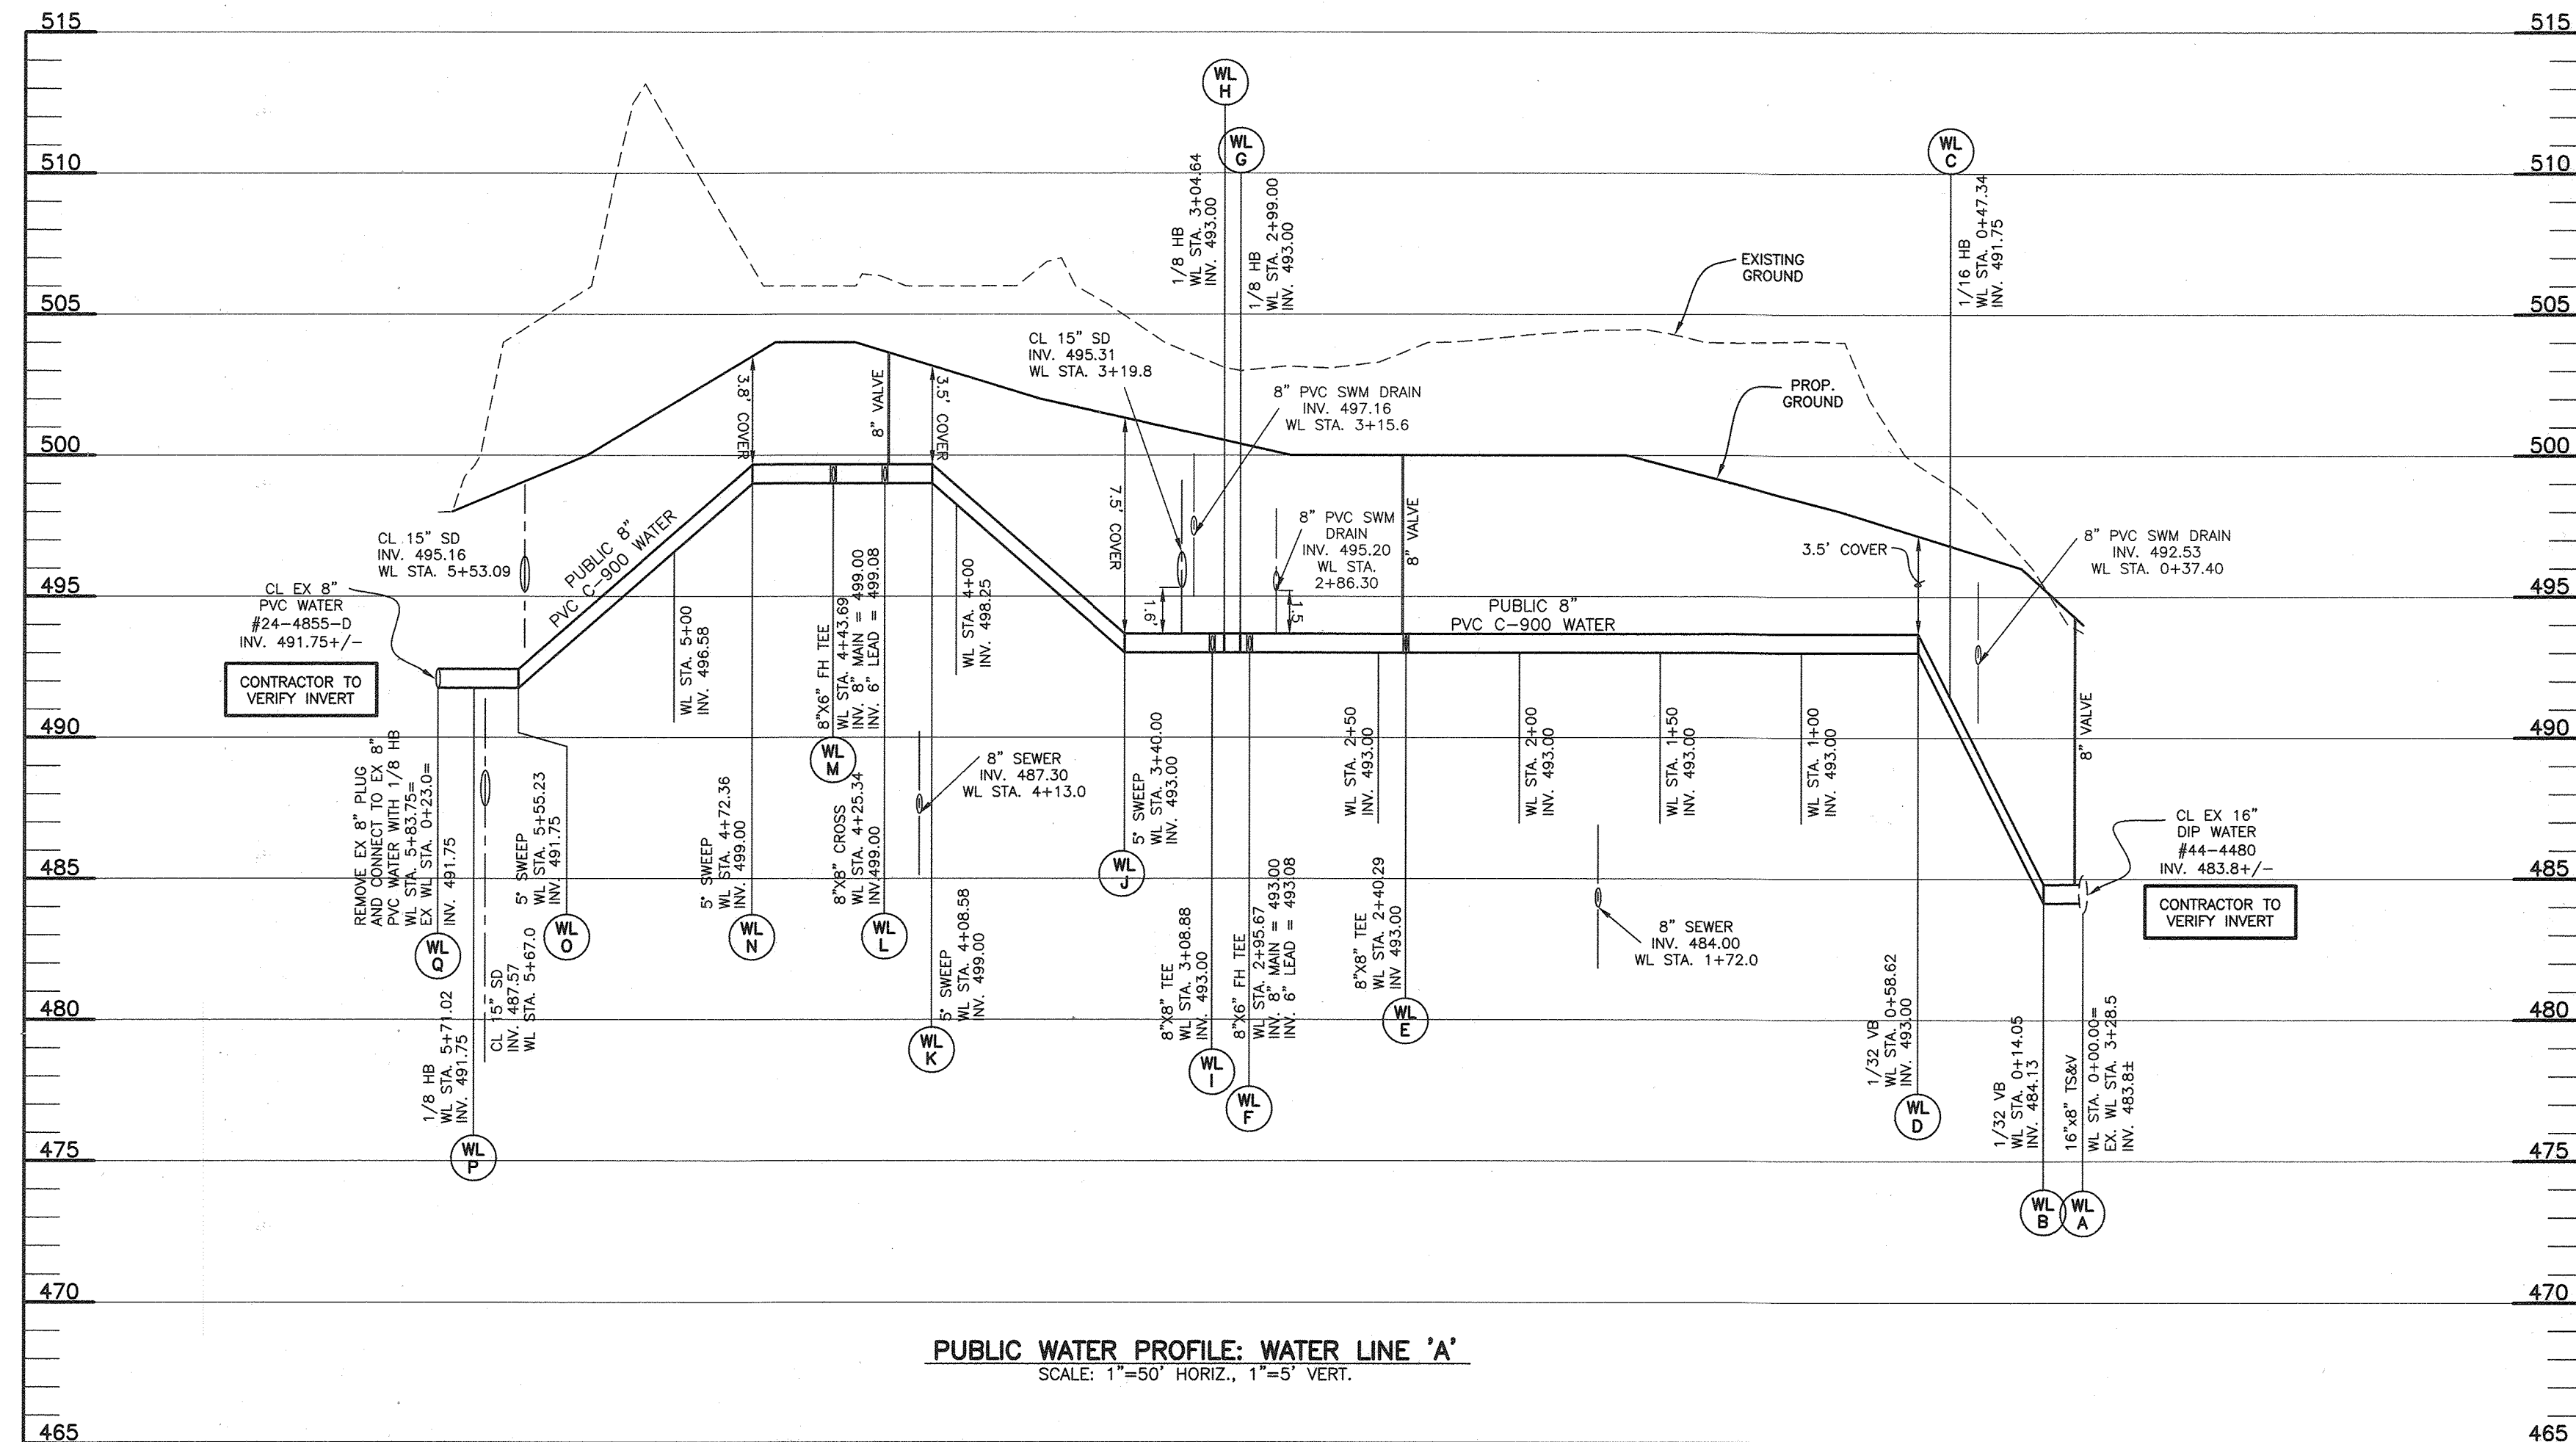 515
515
510
510
505
505
500
500
495
495
490
490
485
485
480
480
475
475
470
470
465
465
WL
H
1/8 HB
WL STA. 3+04.64
INV. 493.00
WL
G
1/8 HB
WL STA. 2+99.00
INV. 493.00
WL
C
1/16 HB
WL STA. 0+47.34
INV. 491.75
EXISTING
GROUND
PROP.
GROUND
CL 15" SD
INV. 495.31
WL STA. 3+19.8
8" PVC SWM DRAIN
INV. 497.16
WL STA. 3+15.6
8" PVC SWM
DRAIN
INV. 495.20
WL STA.
2+86.30
3.8' COVER
8" VALVE
3.5' COVER
7.5' COVER
1.6'
1.5
8" VALVE
3.5' COVER
8" PVC SWM DRAIN
INV. 492.53
WL STA. 0+37.40
CL 15" SD
INV. 495.16
WL STA. 5+53.09
PUBLIC 8"
PVC C-900 WATER
PUBLIC 8"
PVC C-900 WATER
CL EX 8"
PVC WATER
#24-4855-D
INV. 491.75+/-
CONTRACTOR TO
VERIFY INVERT
REMOVE EX 8" PLUG
AND CONNECT TO EX 8"
PVC WATER WITH 1/8 HB
WL STA. 5+83.75=
EX WL STA. 0+23.0=
INV. 491.75
WL
Q
1/8 HB
WL STA. 5+71.02
INV. 491.75
WL
P
CL 15" SD
INV. 487.57
WL STA. 5+67.0
5° SWEEP
WL STA. 5+55.23
INV. 491.75
WL
O
WL STA. 5+00
INV. 496.58
5° SWEEP
WL STA. 4+72.36
INV. 499.00
WL
N
8"X6" FH TEE
WL STA. 4+43.69
INV. 8" MAIN = 499.00
INV. 6" LEAD = 499.08
WL
M
8"X8" CROSS
WL STA. 4+25.34
INV.499.00
WL
L
8" SEWER
INV. 487.30
WL STA. 4+13.0
5° SWEEP
WL STA. 4+08.58
INV. 499.00
WL
K
WL STA. 4+00
INV. 498.25
5° SWEEP
WL STA. 3+40.00
INV. 493.00
WL
J
8"X8" TEE
WL STA. 3+08.88
INV. 493.00
WL
I
8"X6" FH TEE
WL STA. 2+95.67
INV. 8" MAIN = 493.00
INV. 6" LEAD = 493.08
WL
F
WL STA. 2+50
INV. 493.00
8"X8" TEE
WL STA. 2+40.29
INV 493.00
WL
E
WL STA. 2+00
INV. 493.00
8" SEWER
INV. 484.00
WL STA. 1+72.0
WL STA. 1+50
INV. 493.00
WL STA. 1+00
INV. 493.00
1/32 VB
WL STA. 0+58.62
INV. 493.00
WL
D
1/32 VB
WL STA. 0+14.05
INV. 484.13
WL
B
16"x8" TS&V
WL STA. 0+00.00=
EX. WL STA. 3+28.5
INV. 483.8±
WL
A
8" VALVE
CL EX 16"
DIP WATER
#44-4480
INV. 483.8+/-
CONTRACTOR TO
VERIFY INVERT
PUBLIC WATER PROFILE: WATER LINE 'A'
SCALE: 1"=50' HORIZ., 1"=5' VERT.